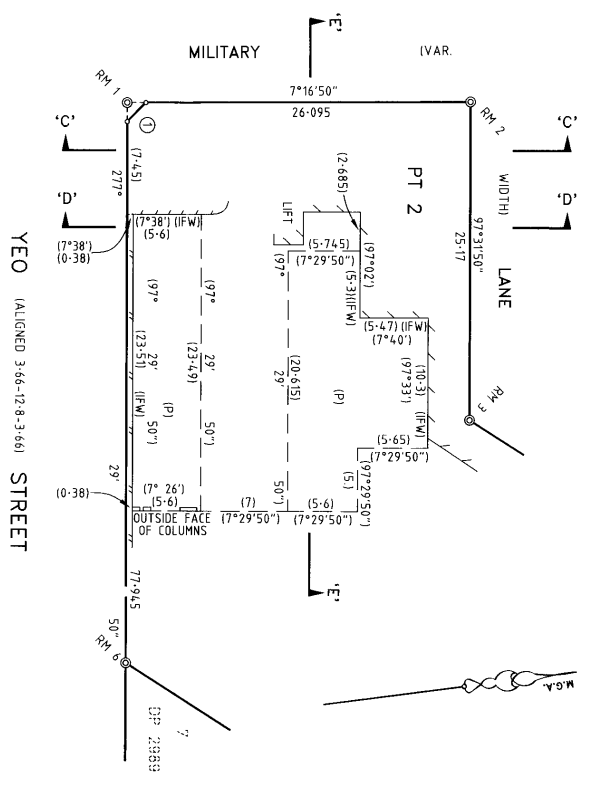 'E'
MILITARY
(VAR.
RM 1
7°16'50"
26·095
RM 2
'C'
'C'
1
(7·45)
277°
(2·685)
PT 2
WIDTH)
97°31'50"
25·17
'D'
'D'
LIFT
(7°38') (IFW)
(5·6)
(7°38')
(0·38)
(5·745)
(7°29'50")
(97°02')
(5·3)(IFW)
LANE
YEO
(ALIGNED 3·66-12·8-3·66)
STREET
(97°
29'
50")
(23·51)
(IFW)
(97°
29'
50")
(23·49)
(97°
29'
50")
(20·615)
(P)
(P)
(5·47) (IFW)
(7°40')
(10·3)
(97°33')
(IFW)
RM 3
(5·65)
(7°29'50")
(97°29'50")
(5·)
29'
(0·38)
(7° 26')
(5·6)
OUTSIDE FACE
OF COLUMNS
(7)
(7°29'50")
(5·6)
(7°29'50")
77·945
50"
'E'
RM 6
7
DP 2989
M.G.A.